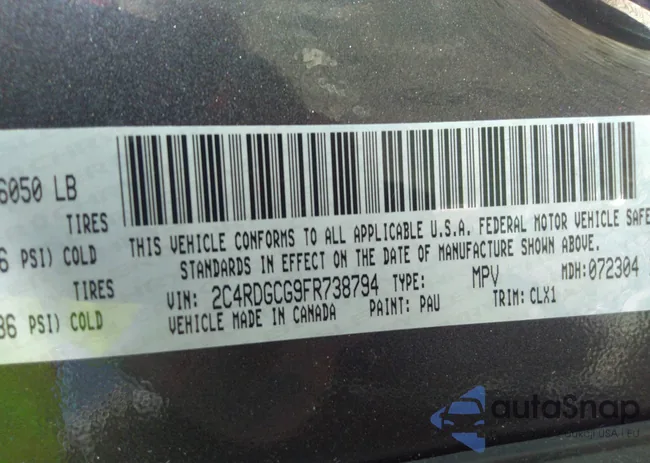 6050 LB
TIRES
6 PSI) COLD
THIS VEHICLE CONFORMS TO ALL APPLICABLE U.S.A. FEDERAL MOTOR VEHICLE SAFE
STANDARDS IN EFFECT ON THE DATE OF MANUFACTURE SHOWN ABOVE.
TIRES
VIN: 2C4RDGCG9FR738794 TYPE: MPV MDH:072304
36 PSI) COLD
VEHICLE MADE IN CANADA PAINT: PAU TRIM: CLX1
autoSnap